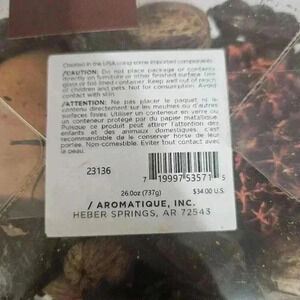 Created in the USA using some imported components
/CAUTION: Do not place package or contents
directly on furniture or other finished surface. Use
glass or foil lined container. Keep well out of reach
of children and pets. Not for consumption. Avoid
contact with skin.
/ATTENTION: Ne pas placer le paquet ni le
contenu directement sur les meubles ou d'autres
surfaces finies. Utiliser un conteneur en verre ou
un conteneur protégé par du papier métallique.
Puisque ce produit peut attirer l'attention des
enfants et des animaux domestiques, c'est
recommandable de le conserver horse de leur
portée. Non-comestible. Eviter tout contact avec
la peau.
23136
7 19997 53571 5
26.0oz (737g) $34.00 U.S.
/ AROMATIQUE, INC.
HEBER SPRINGS, AR 72543